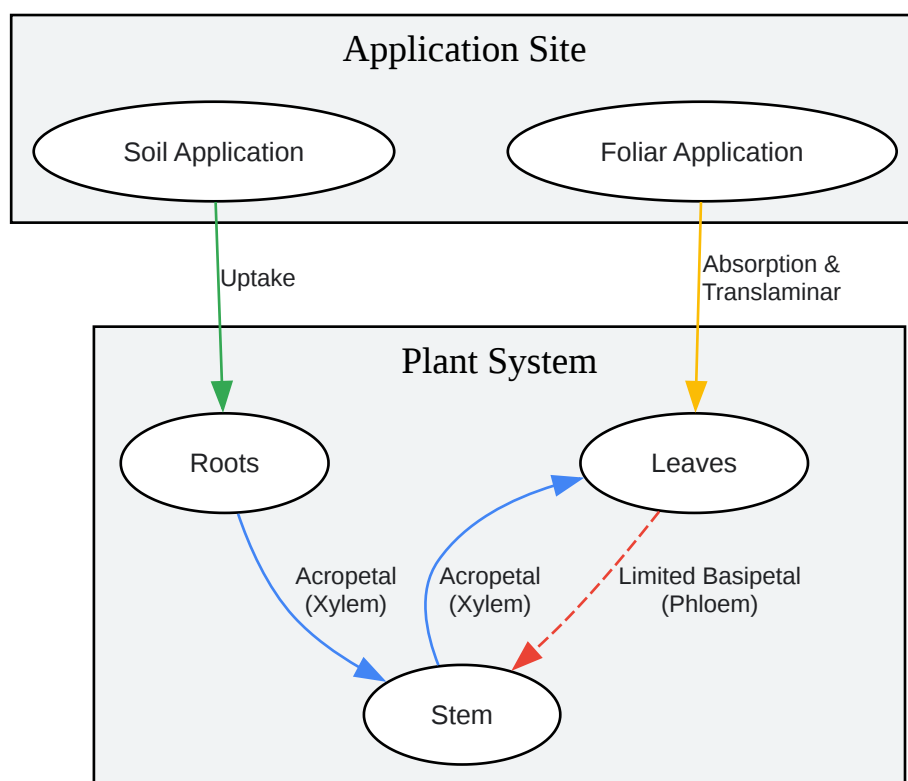 Application Site
Soil Application
Foliar Application
Uptake
Absorption &
Translaminar
Plant System
Roots
Leaves
Acropetal
(Xylem)
Acropetal
(Xylem)
Limited Basipetal
(Phloem)
Stem